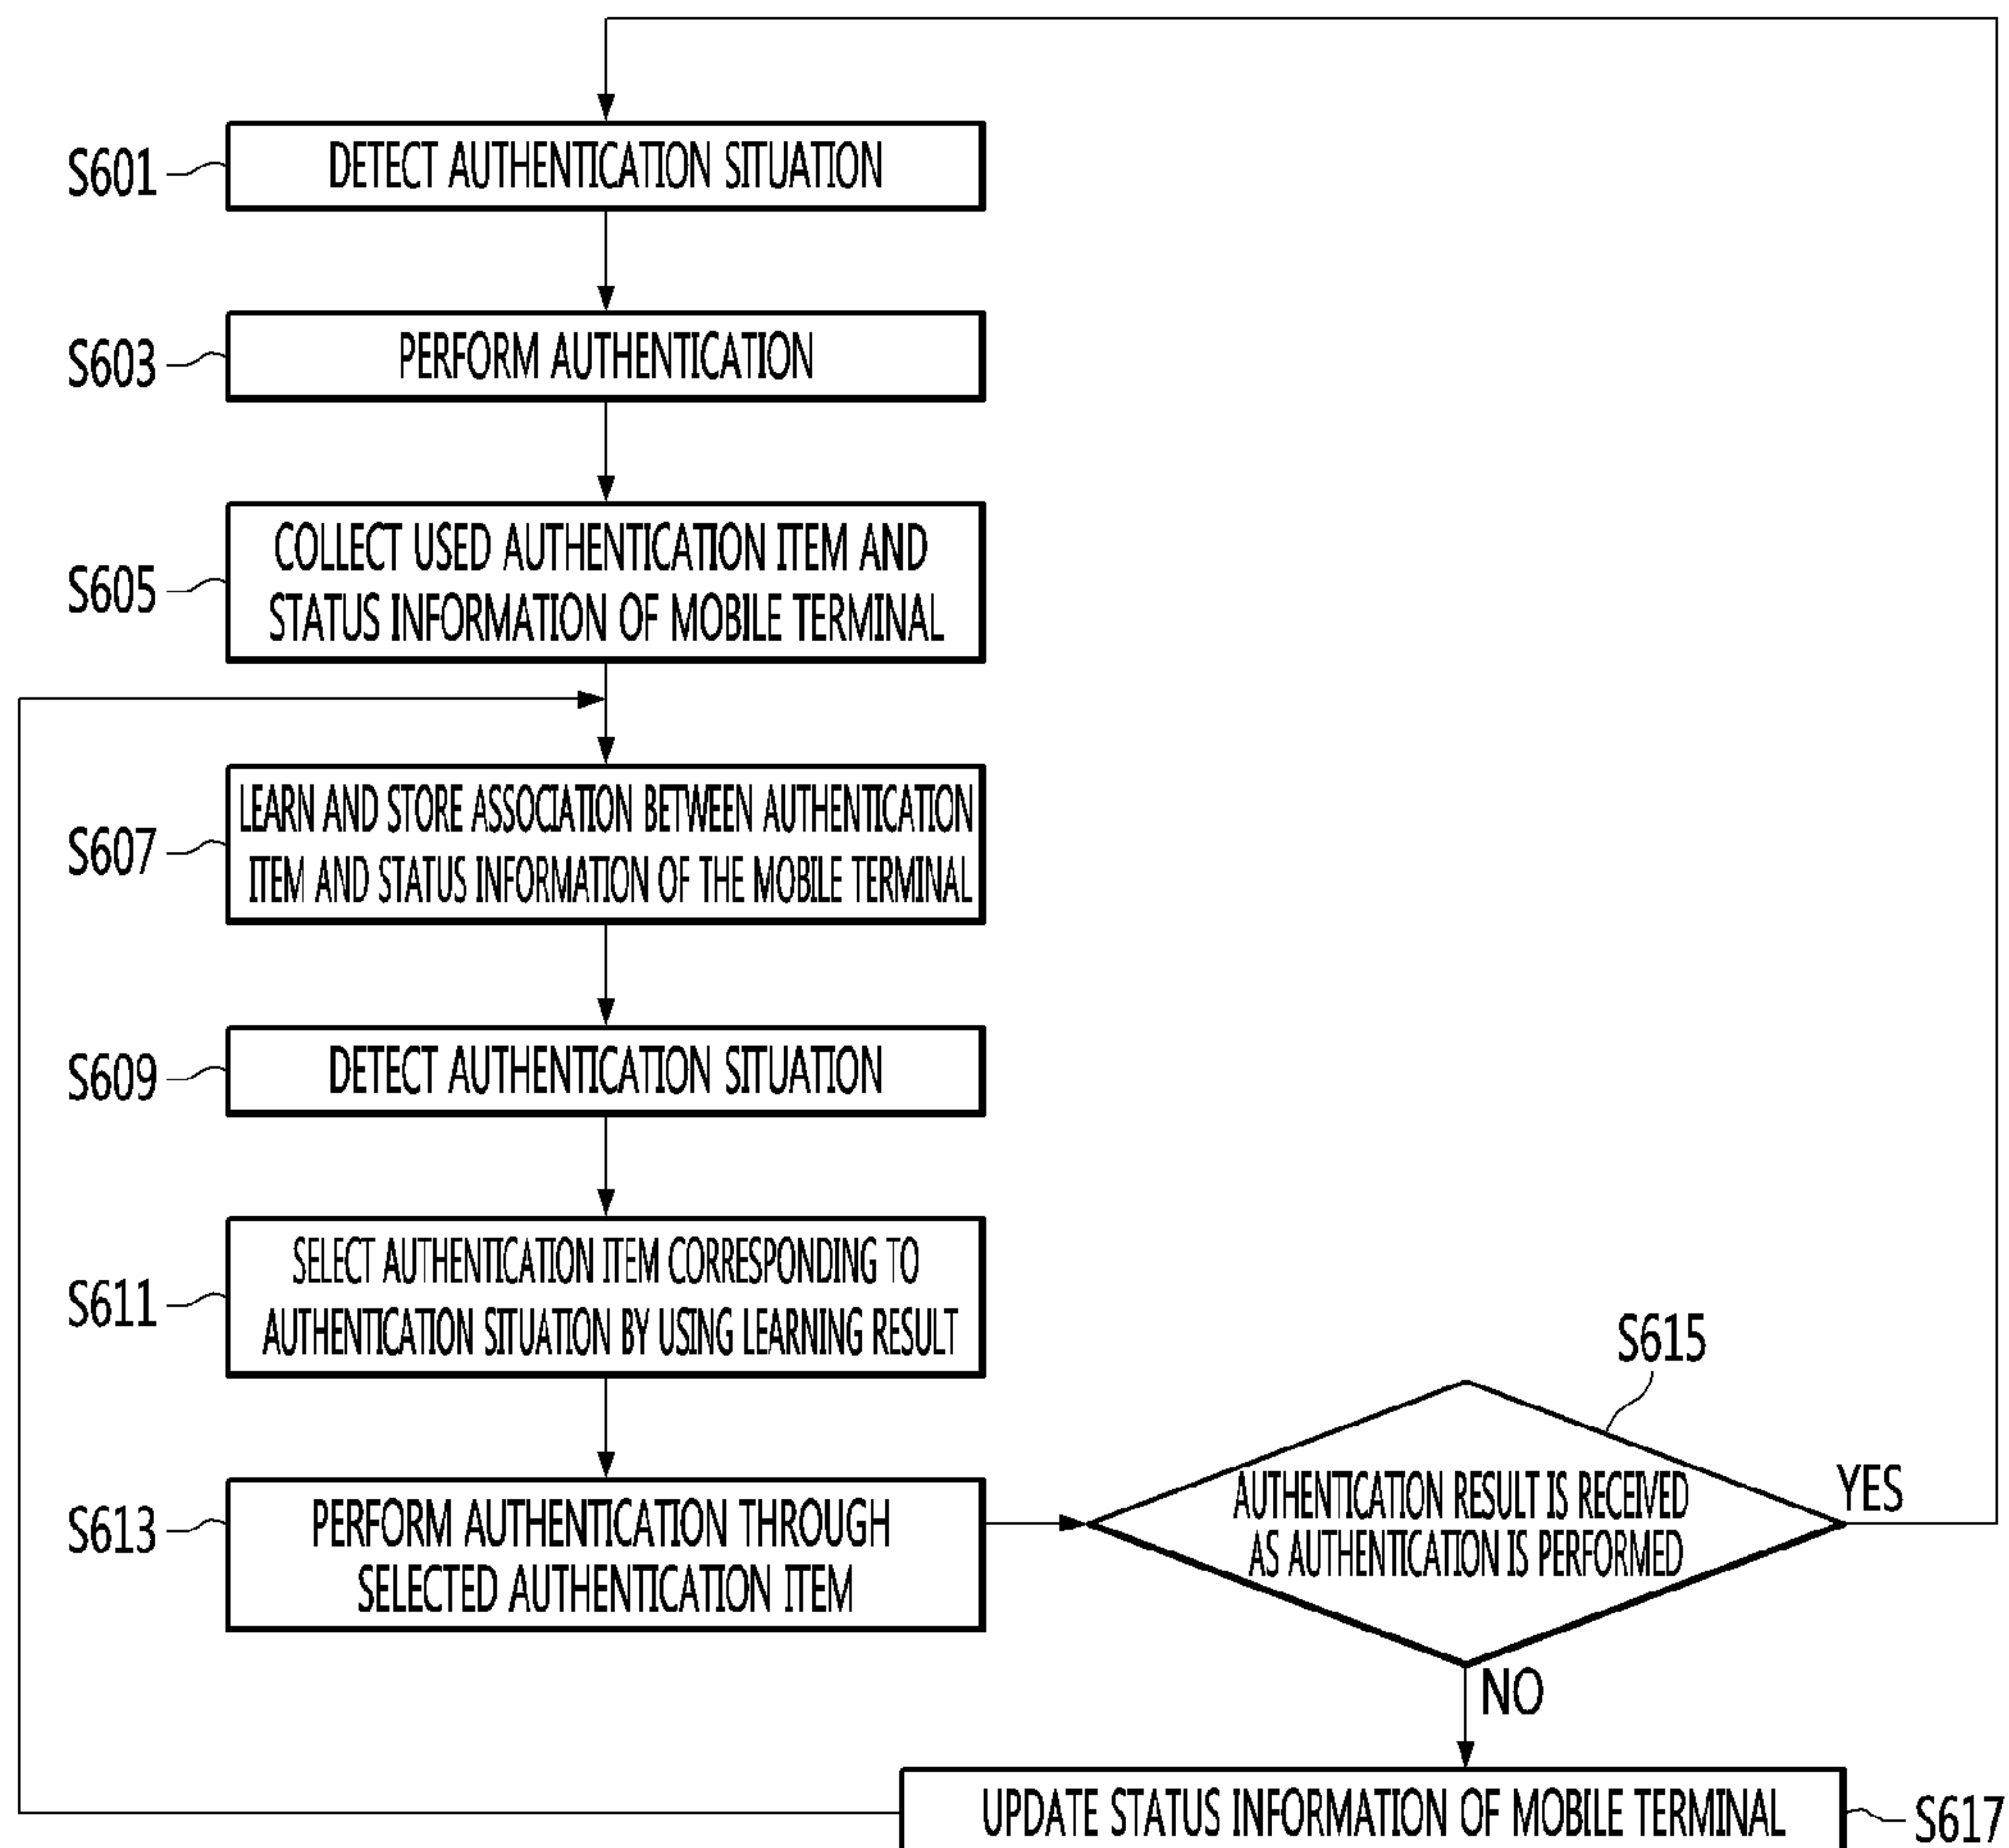 S601
DETECT AUTHENTICATION SITUATION
S603
PERFORM AUTHENTICATION
S605
COLLECT USED AUTHENTICATION ITEM AND
STATUS INFORMATION OF MOBILE TERMINAL
S607
LEARN AND STORE ASSOCIATION BETWEEN AUTHENTICATION
ITEM AND STATUS INFORMATION OF THE MOBILE TERMINAL
S609
DETECT AUTHENTICATION SITUATION
S611
SELECT AUTHENTICATION ITEM CORRESPONDING TO
AUTHENTICATION SITUATION BY USING LEARNING RESULT
S613
PERFORM AUTHENTICATION THROUGH
SELECTED AUTHENTICATION ITEM
S615
AUTHENTICATION RESULT IS RECEIVED
AS AUTHENTICATION IS PERFORMED
YES
NO
UPDATE STATUS INFORMATION OF MOBILE TERMINAL
S617